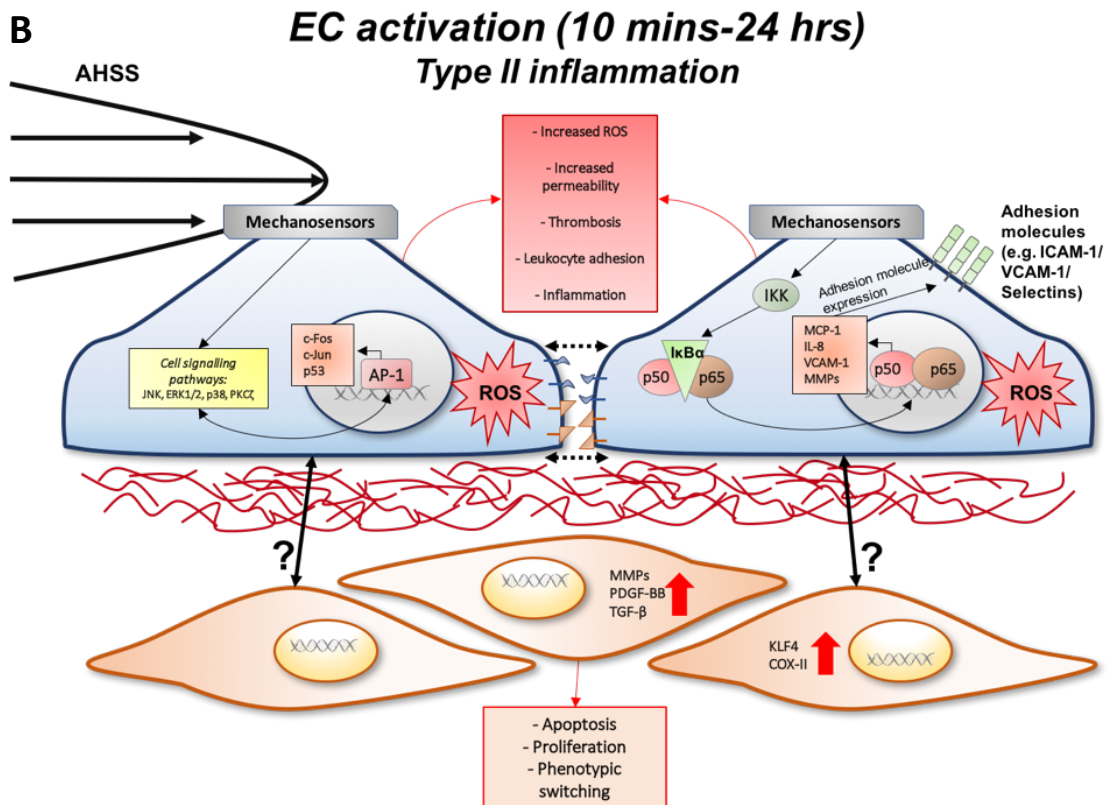 B
EC activation (10 mins-24 hrs)
Type II inflammation
AHSS
- Increased ROS
- Increased
permeability
- Thrombosis
- Leukocyte adhesion
- Inflammation
Mechanosensors
Mechanosensors
Adhesion
molecules
(e.g. ICAM-1/
VCAM-1/
Selectins)
Cell signalling
pathways:
JNK, ERK1/2, p38, PKCζ
c-Fos
c-Jun
p53
AP-1
ROS
IKK
Adhesion molecule
expression
IκBα
p50
p65
MCP-1
IL-8
VCAM-1
MMPs
p50
p65
ROS
?
?
MMPs
PDGF-BB
TGF-β
KLF4
COX-II
- Apoptosis
- Proliferation
- Phenotypic
switching